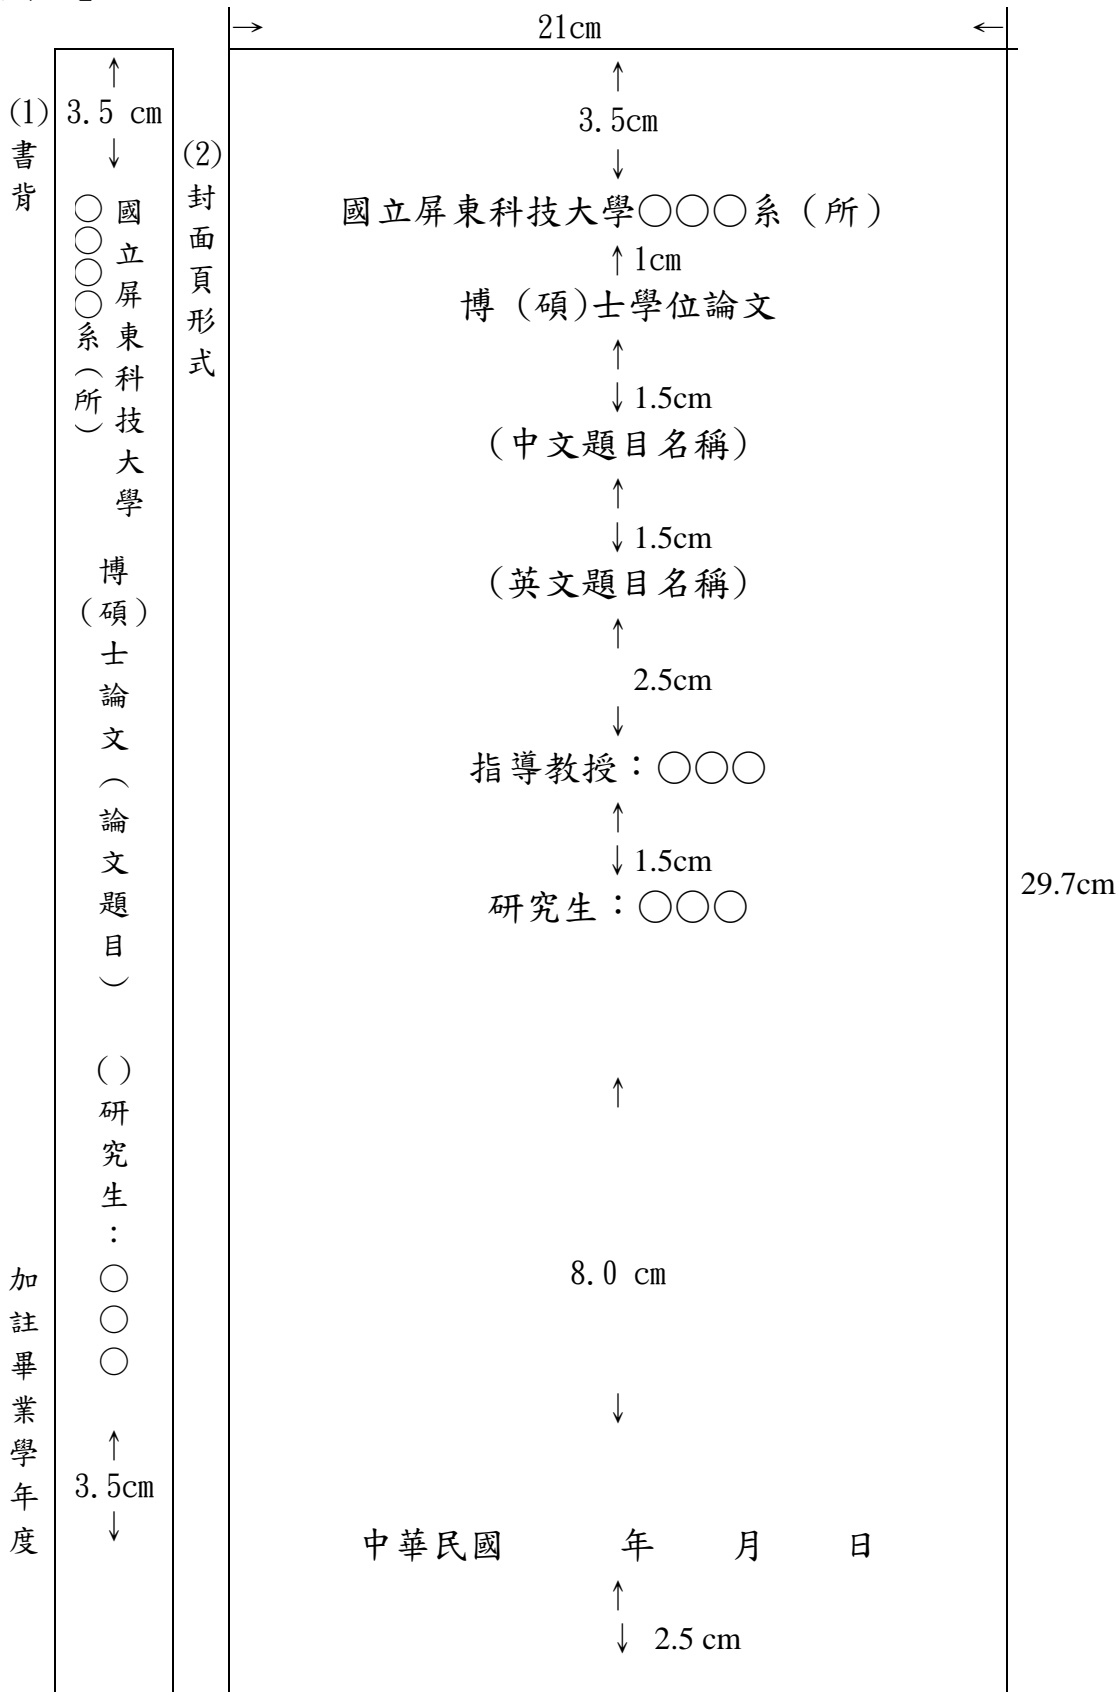 21cm
(1)書背
3.5 cm
國立屏東科技大學
○○○○系(所)
博(碩)士論文(論文題目)
( )研究生：○○○
3.5cm
加註畢業學年度
(2)封面頁形式
3.5cm
國立屏東科技大學○○○系（所）
1cm
博（碩)士學位論文
1.5cm
(中文題目名稱)
1.5cm
(英文題目名稱)
2.5cm
指導教授：○○○
1.5cm
研究生：○○○
29.7cm
8.0 cm
中華民國 年 月 日
2.5 cm